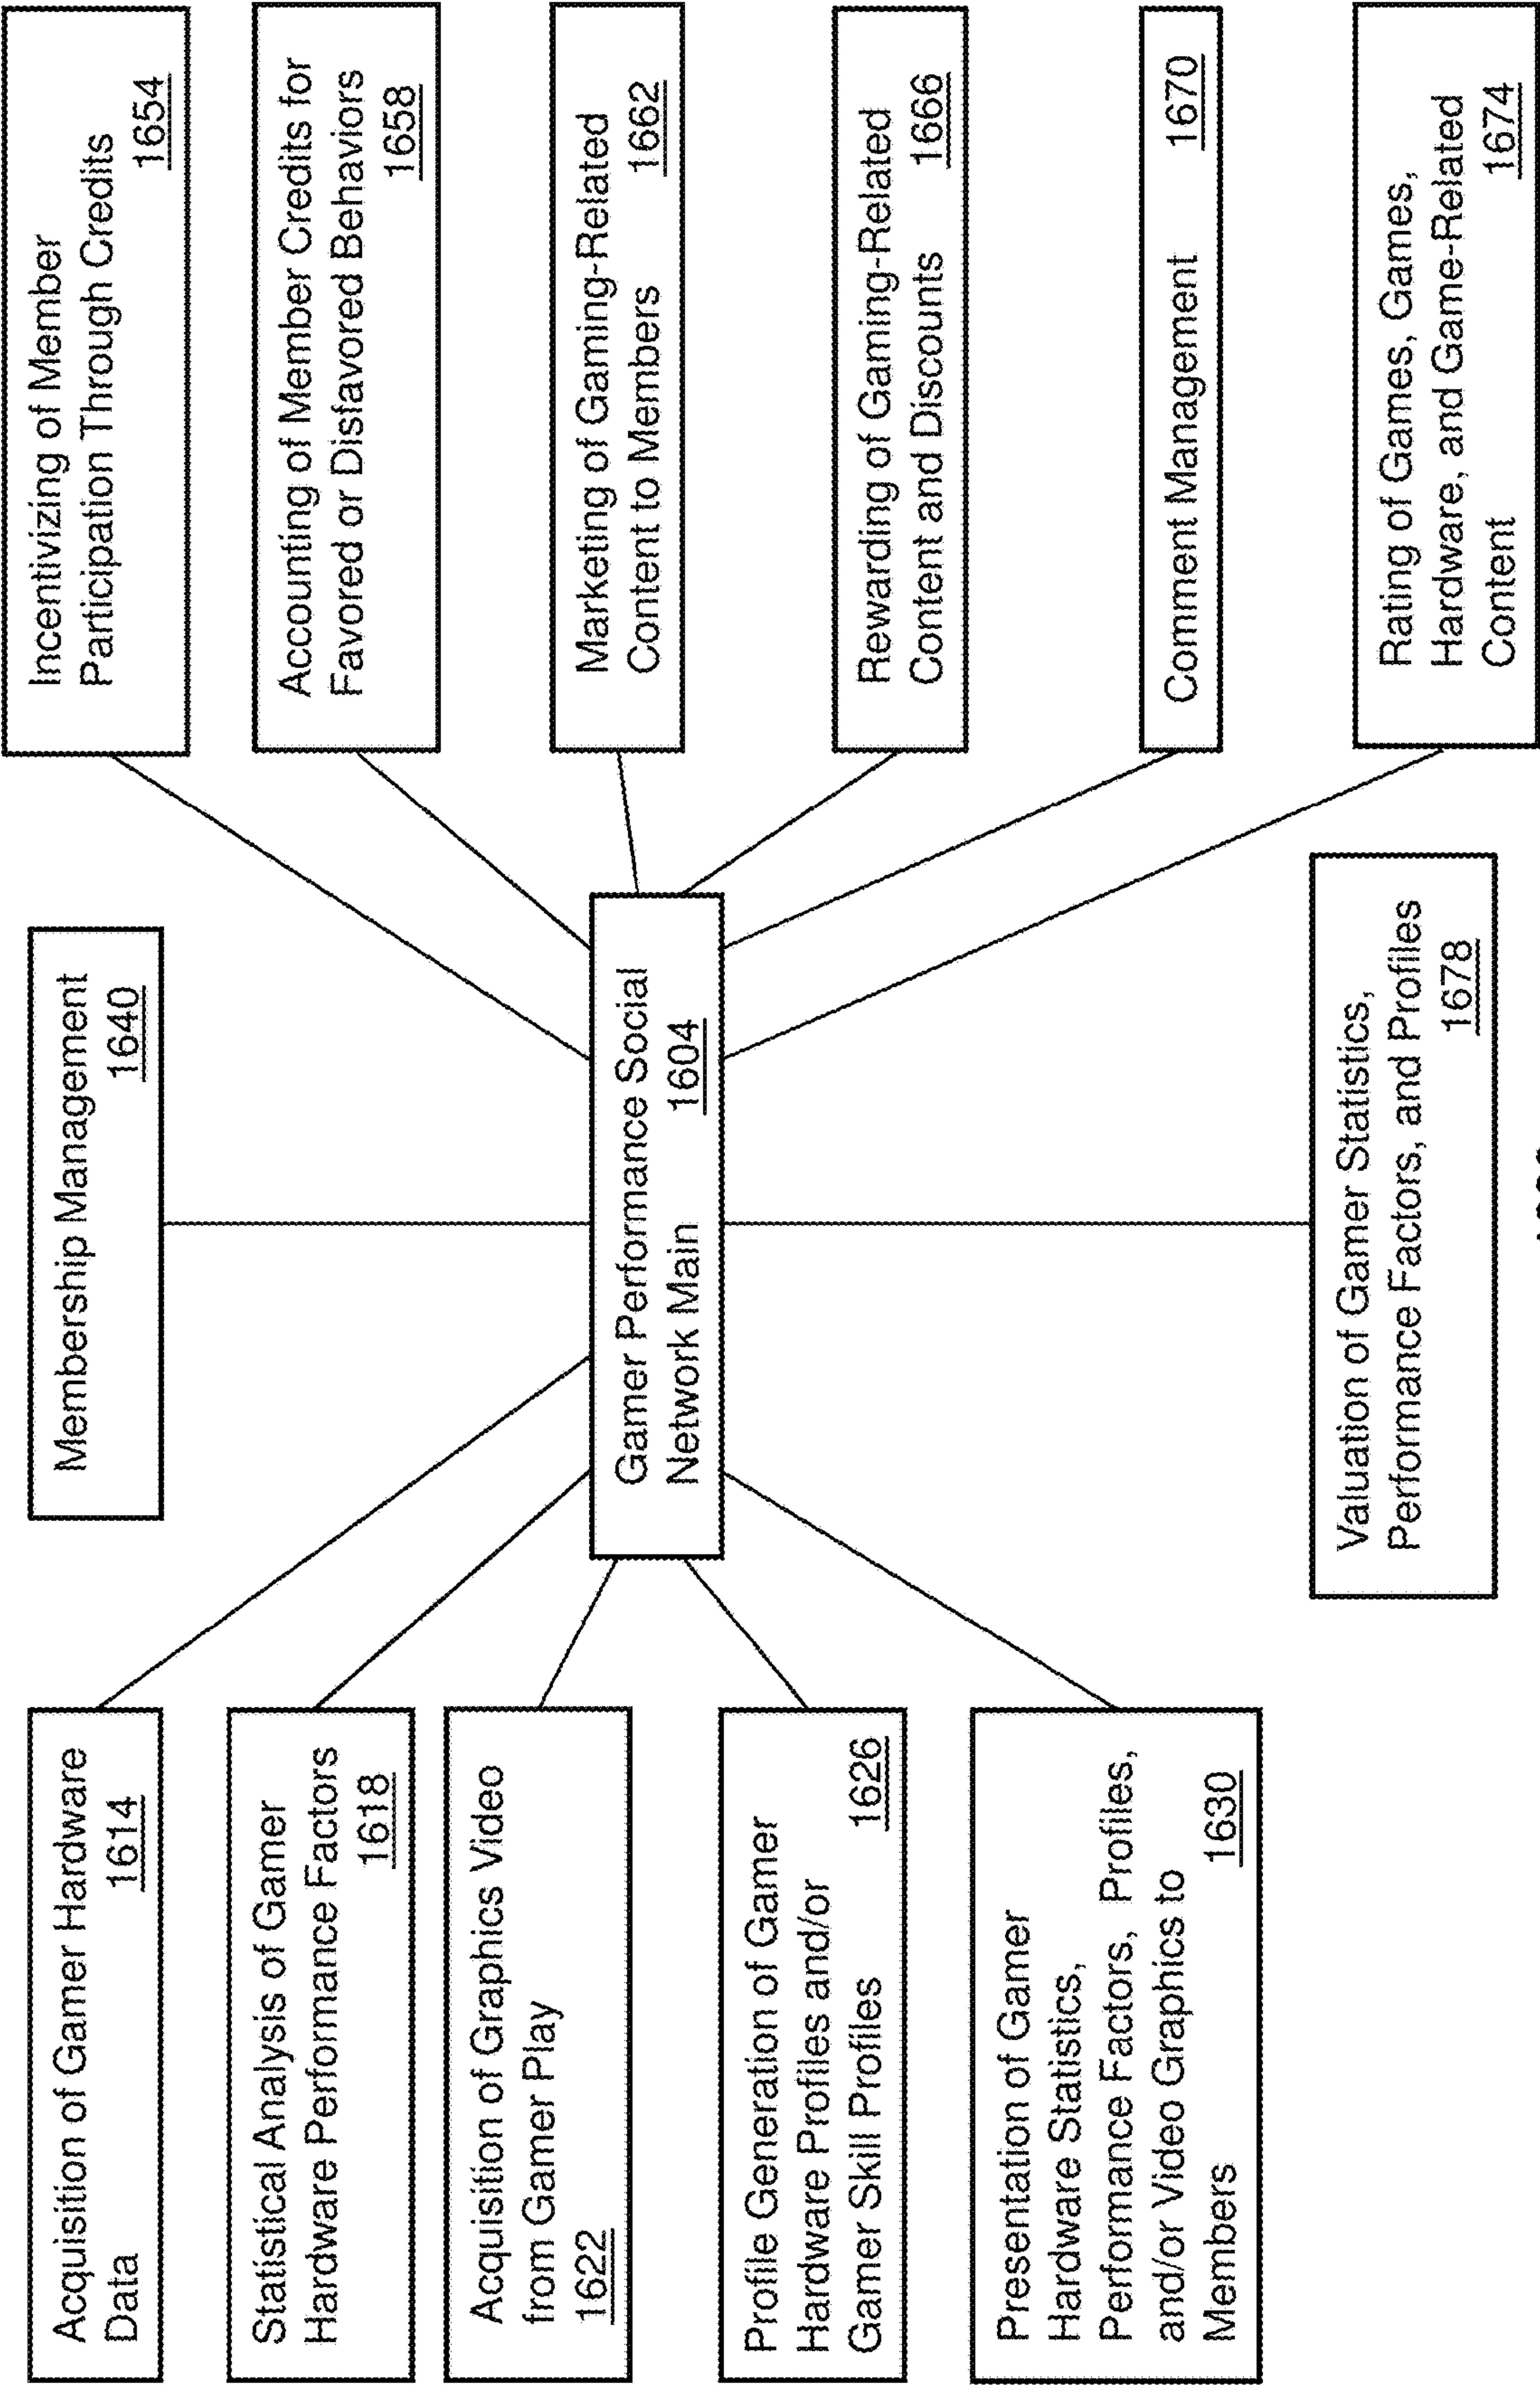 Acquisition of Gamer Hardware
Data 1614
Statistical Analysis of Gamer
Hardware Performance Factors
1618
Acquisition of Graphics Video
from Gamer Play
1622
Profile Generation of Gamer
Hardware Profiles and/or
Gamer Skill Profiles 1626
Presentation of Gamer
Hardware Statistics,
Performance Factors, Profiles,
and/or Video Graphics to
Members 1630
Membership Management
1640
Gamer Performance Social
Network Main 1604
Valuation of Gamer Statistics,
Performance Factors, and Profiles
1678
Incentivizing of Member
Participation Through Credits
1654
Accounting of Member Credits for
Favored or Disfavored Behaviors
1658
Marketing of Gaming-Related
Content to Members 1662
Rewarding of Gaming-Related
Content and Discounts 1666
Comment Management 1670
Rating of Games, Games,
Hardware, and Game-Related
Content 1674